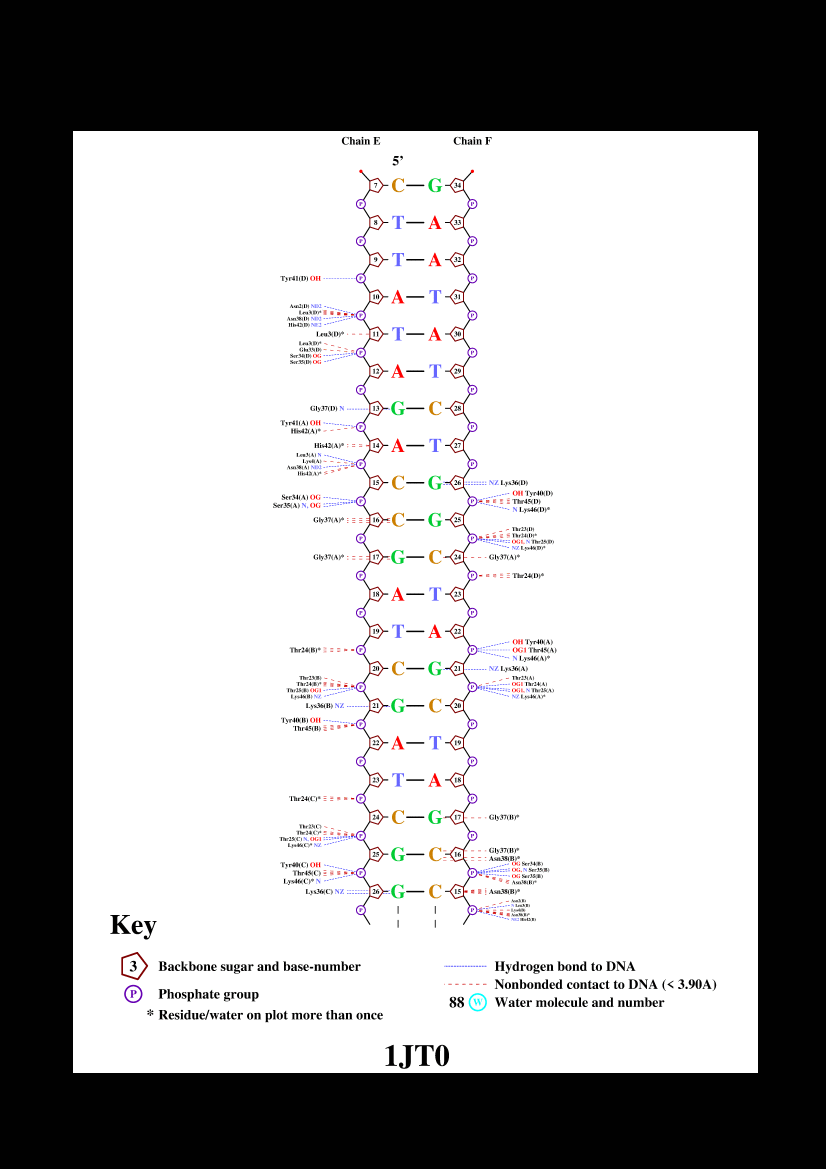 Chain E Chain F
5’
7 C G 34
P P
8 T A 33
P P
9 T A 32
Tyr41(D) OH P P
10 A T 31
Asn2(D) ND2
Leu3(D)*
Asn38(D) ND2
His42(D) NE2
P P
Leu3(D)* 11 T A 30
Leu3(D)*
Glu33(D)
Ser34(D) OG
Ser35(D) OG
P P
12 A T 29
P P
Gly37(D) N 13 G C 28
Tyr41(A) OH
His42(A)*
P P
His42(A)* 14 A T 27
Leu3(A) N
Lys4(A)
Asn38(A) ND2
His42(A)*
P P
15 C G 26 NZ Lys36(D)
Ser34(A) OG
Ser35(A) N, OG
P P
OH Tyr40(D)
Thr45(D)
N Lys46(D)*
Gly37(A)* 16 C G 25
P P
Thr23(D)
Thr24(D)*
OG1, N Thr25(D)
NZ Lys46(D)*
Gly37(A)* 17 G C 24 Gly37(A)*
P P Thr24(D)*
18 A T 23
P P
19 T A 22
Thr24(B)* P P
OH Tyr40(A)
OG1 Thr45(A)
N Lys46(A)*
20 C G 21 NZ Lys36(A)
Thr23(B)
Thr24(B)*
Thr25(B) OG1
Lys46(B) NZ
P P
Thr23(A)
OG1 Thr24(A)
OG1, N Thr25(A)
NZ Lys46(A)*
Lys36(B) NZ 21 G C 20
Tyr40(B) OH
Thr45(B)
P P
22 A T 19
P P
23 T A 18
Thr24(C)* P P
24 C G 17 Gly37(B)*
Thr23(C)
Thr24(C)*
Thr25(C) N, OG1
Lys46(C)* NZ
P P
25 G C 16
Gly37(B)*
Asn38(B)*
Tyr40(C) OH
Thr45(C)
Lys46(C)* N
P P
OG Ser34(B)
OG, N Ser35(B)
OG Ser35(B)
Asn38(B)*
Lys36(C) NZ 26 G C 15 Asn38(B)*
P P
Asn2(B)
N Leu3(B)
Lys4(B)
Asn38(B)*
NE2 His42(B)
Key
3 Backbone sugar and base-number
P Phosphate group
* Residue/water on plot more than once
Hydrogen bond to DNA
Nonbonded contact to DNA (< 3.90A)
88 W Water molecule and number
1JT0